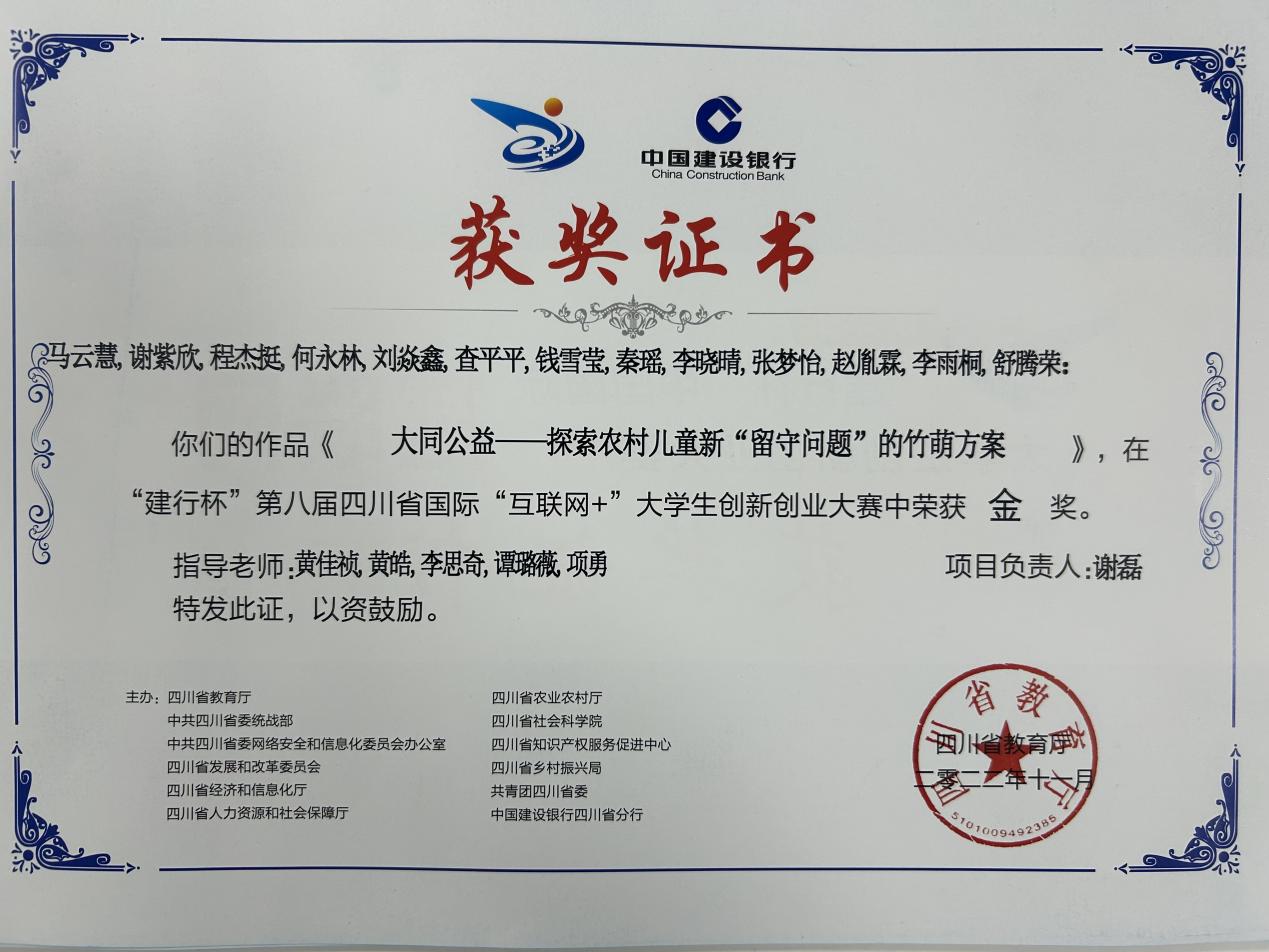 中国建设银行
China Construction Bank
获奖证书
马云慧, 谢紫欣, 程杰挺, 何永林, 刘焱鑫, 查平平, 钱雪莹, 秦瑶, 李晓晴, 张梦怡, 赵胤霖, 李雨桐, 舒腾荣:
你们的作品《 大同公益——探索农村儿童新“留守问题”的竹萌方案 》，在
“建行杯”第八届四川省国际“互联网+”大学生创新创业大赛中荣获 金 奖。
指导老师:黄佳祯, 黄皓, 李思奇, 谭璐薇, 项勇 项目负责人:谢磊
特发此证，以资鼓励。
主办：四川省教育厅 四川省农业农村厅
中共四川省委统战部 四川省社会科学院
中共四川省委网络安全和信息化委员会办公室 四川省知识产权服务促进中心
四川省发展和改革委员会 四川省乡村振兴局
四川省经济和信息化厅 共青团四川省委
四川省人力资源和社会保障厅 中国建设银行四川省分行
四川省教育厅
四川省教育厅
二零二二年十一月
5101009492385